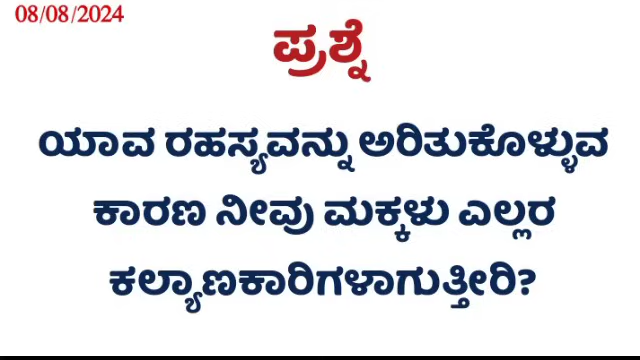 08/08/2024
ಪ್ರಶ್ನೆ
ಯಾವ ರಹಸ್ಯವನ್ನು ಅರಿತುಕೊಳ್ಳುವ
ಕಾರಣ ನೀವು ಮಕ್ಕಳು ಎಲ್ಲರ
ಕಲ್ಯಾಣಕಾರಿಗಳಾಗುತ್ತೀರಿ?